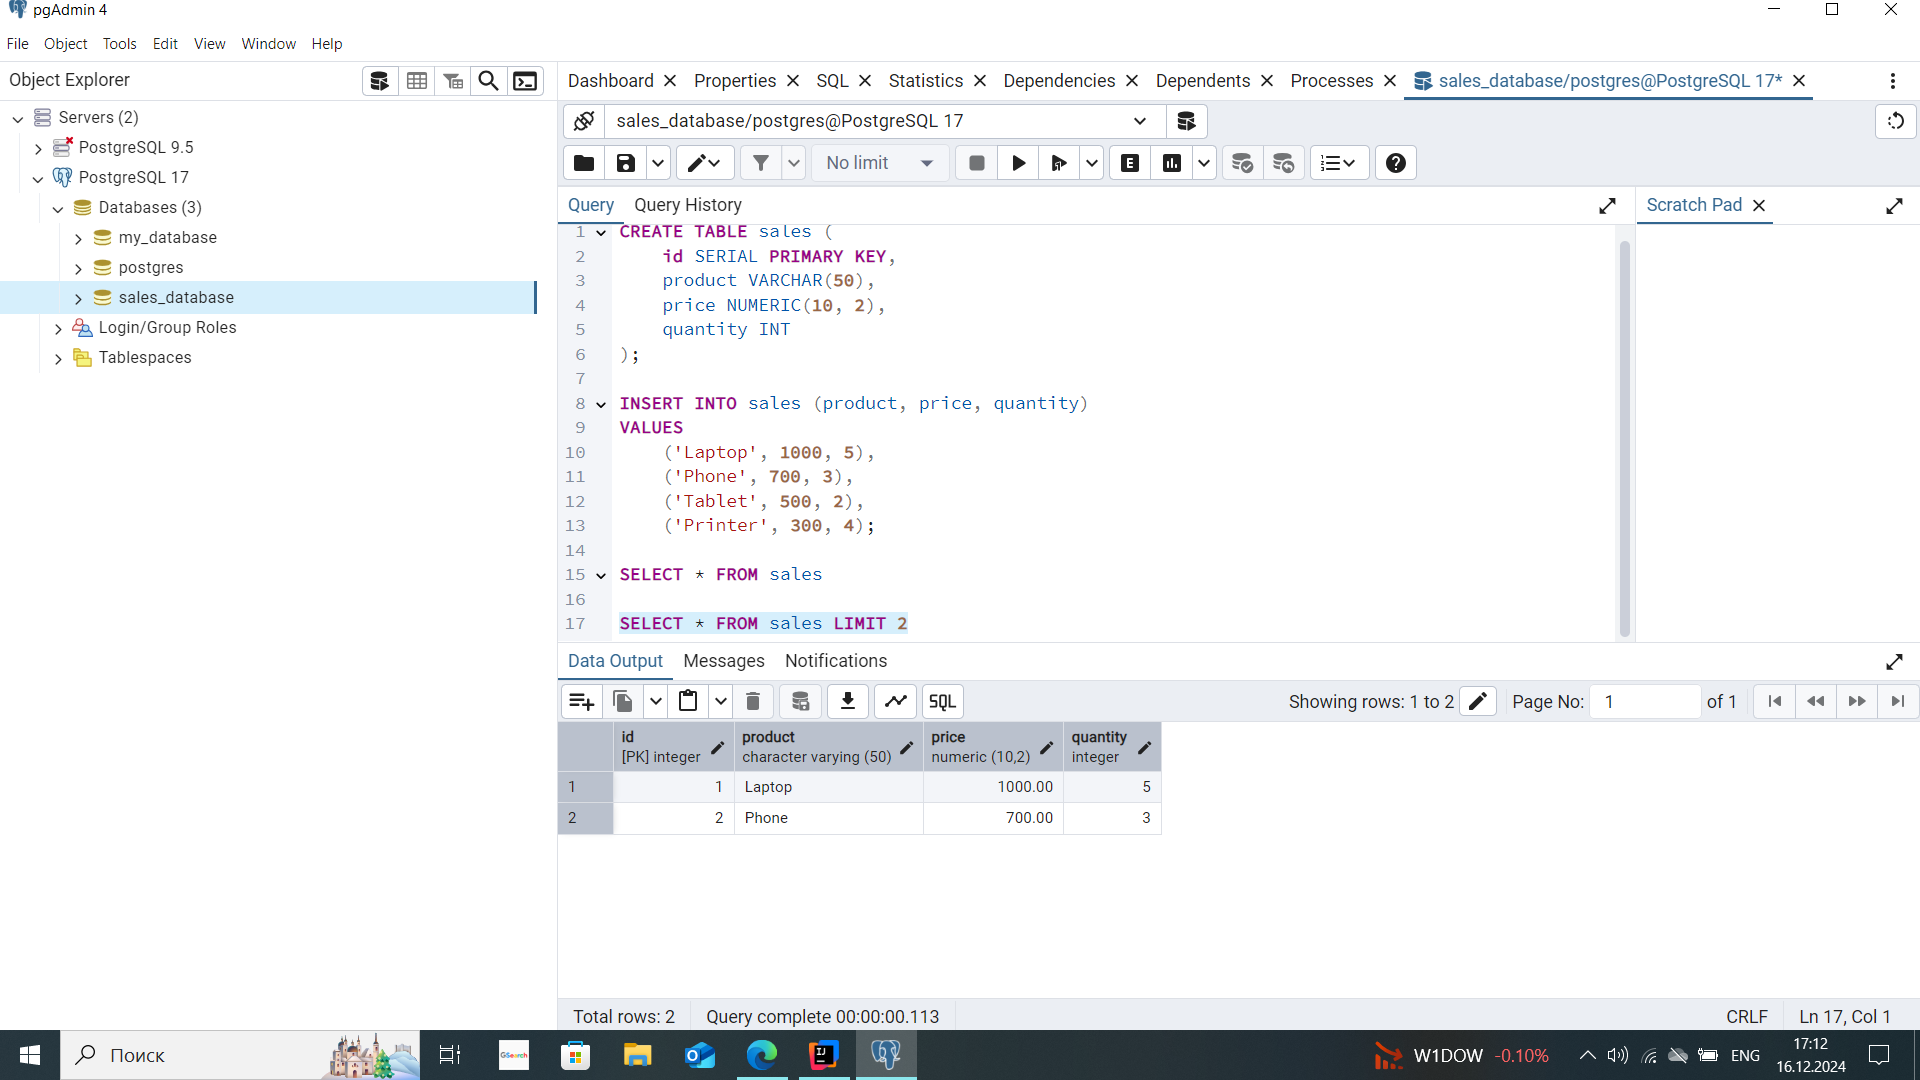 pgAdmin 4
File Object Tools Edit View Window Help
Object Explorer
Servers (2)
PostgreSQL 9.5
PostgreSQL 17
Databases (3)
my_database
postgres
sales_database
Login/Group Roles
Tablespaces
Dashboard Properties SQL Statistics Dependencies Dependents Processes sales_database/postgres@PostgreSQL 17*
sales_database/postgres@PostgreSQL 17
No limit
E
Query Query History
Scratch Pad
1 CREATE TABLE sales (
2 id SERIAL PRIMARY KEY,
3 product VARCHAR(50),
4 price NUMERIC(10, 2),
5 quantity INT
6 );
7
8 INSERT INTO sales (product, price, quantity)
9 VALUES
10 ('Laptop', 1000, 5),
11 ('Phone', 700, 3),
12 ('Tablet', 500, 2),
13 ('Printer', 300, 4);
14
15 SELECT * FROM sales
16
17 SELECT * FROM sales LIMIT 2
Data Output Messages Notifications
SQL
Showing rows: 1 to 2
Page No: 1 of 1
id product price quantity
[PK] integer character varying (50) numeric (10,2) integer
1 1 Laptop 1000.00 5
2 2 Phone 700.00 3
Total rows: 2 Query complete 00:00:00.113
CRLF Ln 17, Col 1
Поиск
GSearch
IJ
W1DOW -0.10%
ENG
17:12
16.12.2024